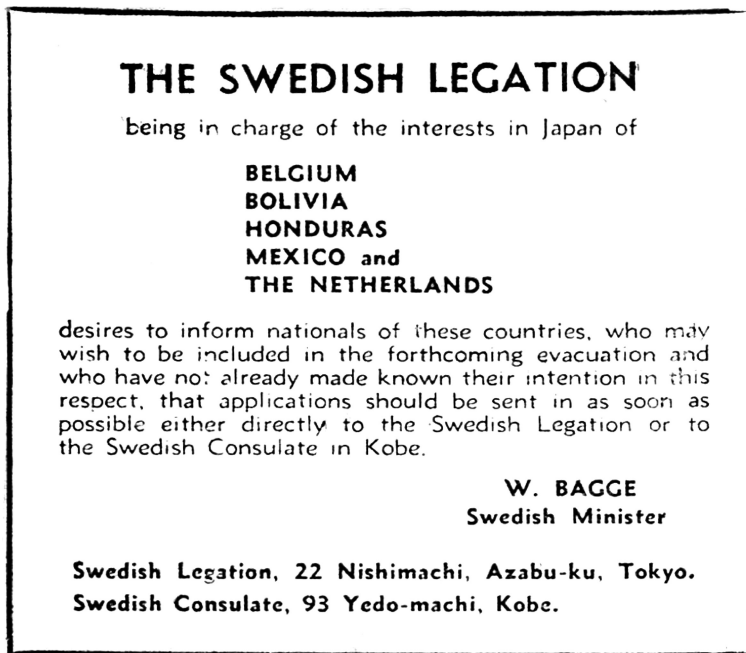 THE SWEDISH LEGATION
being in charge of the interests in Japan of
BELGIUM
BOLIVIA
HONDURAS
MEXICO and
THE NETHERLANDS
desires to inform nationals of these countries, who may
wish to be included in the forthcoming evacuation and
who have not already made known their intention in this
respect, that applications should be sent in as soon as
possible either directly to the Swedish Legation or to
the Swedish Consulate in Kobe.
W. BAGGE
Swedish Minister
Swedish Legation, 22 Nishimachi, Azabu-ku, Tokyo.
Swedish Consulate, 93 Yedo-machi, Kobe.